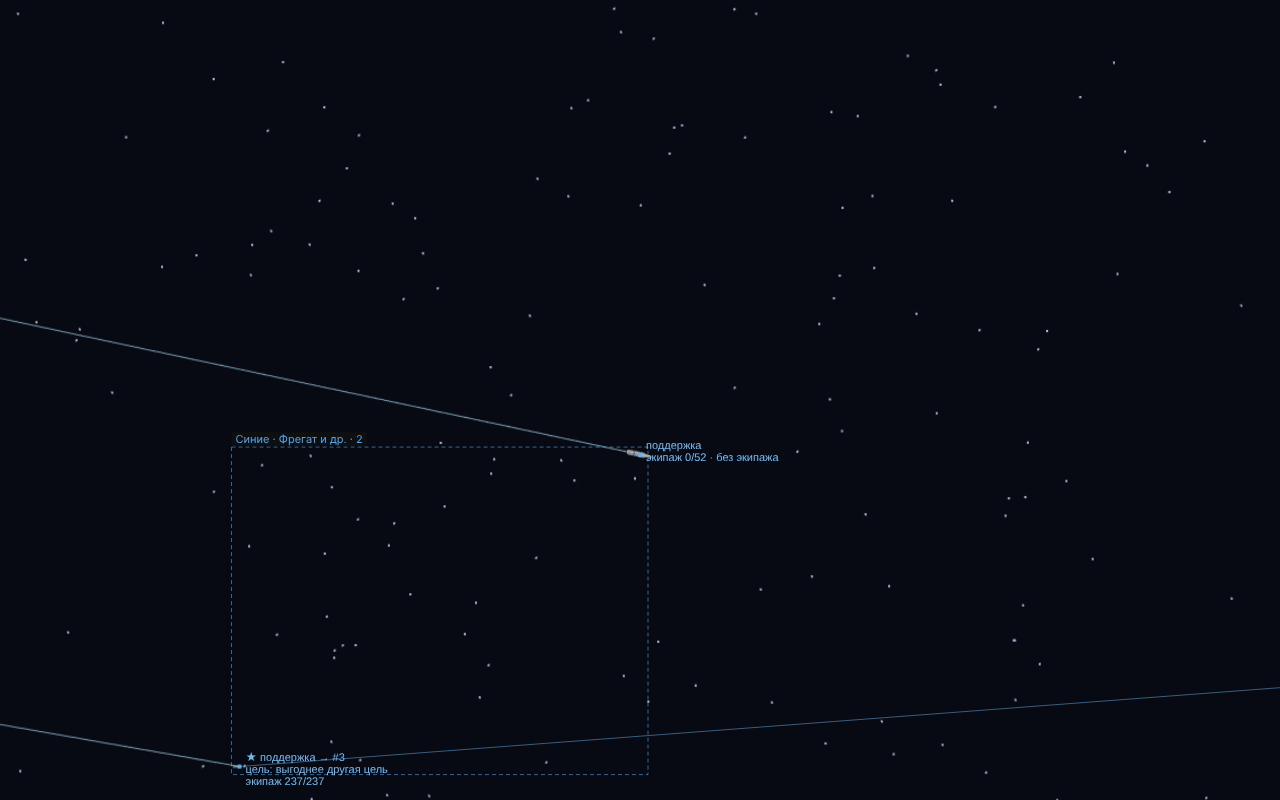 Синие · Фрегат и др. · 2
поддержка
экипаж 0/52 · без экипажа
★ поддержка → #3
цель: выгоднее другая цель
экипаж 237/237